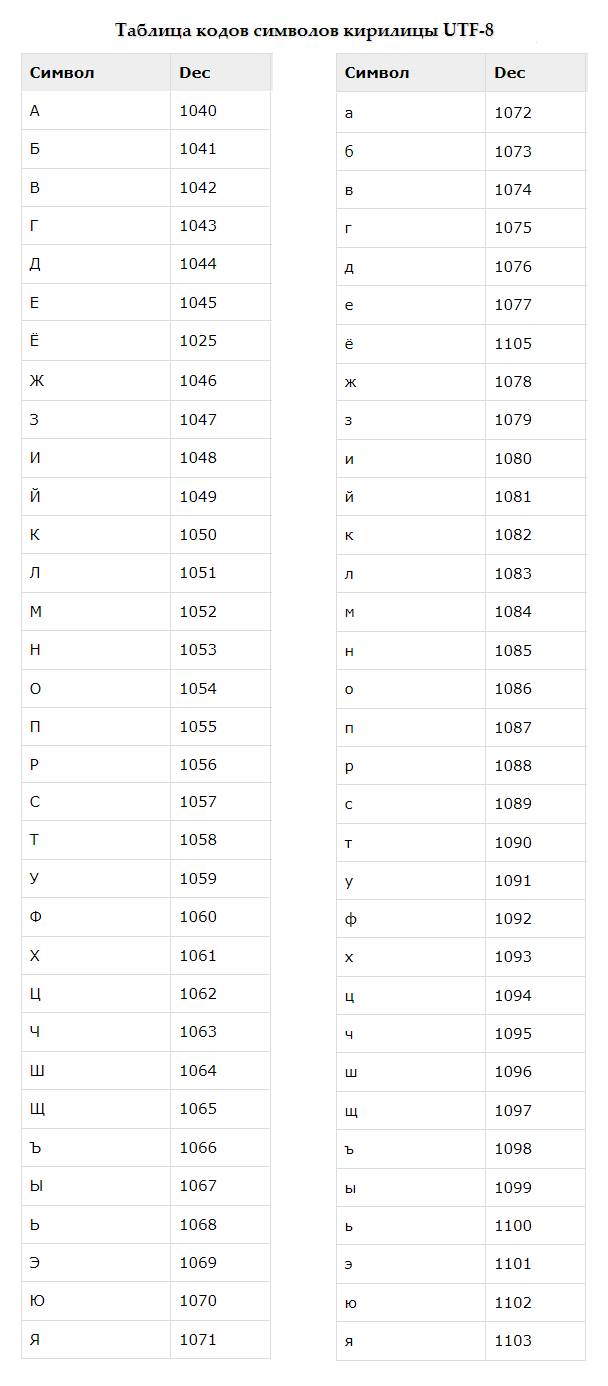 Таблица кодов символов кирилицы UTF-8
Символ Dec Символ Dec
А 1040 а 1072
Б 1041 б 1073
В 1042 в 1074
Г 1043 г 1075
Д 1044 д 1076
Е 1045 е 1077
Ё 1025 ё 1105
Ж 1046 ж 1078
З 1047 з 1079
И 1048 и 1080
Й 1049 й 1081
К 1050 к 1082
Л 1051 л 1083
М 1052 м 1084
Н 1053 н 1085
О 1054 о 1086
П 1055 п 1087
Р 1056 р 1088
С 1057 с 1089
Т 1058 т 1090
У 1059 у 1091
Ф 1060 ф 1092
Х 1061 х 1093
Ц 1062 ц 1094
Ч 1063 ч 1095
Ш 1064 ш 1096
Щ 1065 щ 1097
Ъ 1066 ъ 1098
Ы 1067 ы 1099
Ь 1068 ь 1100
Э 1069 э 1101
Ю 1070 ю 1102
Я 1071 я 1103